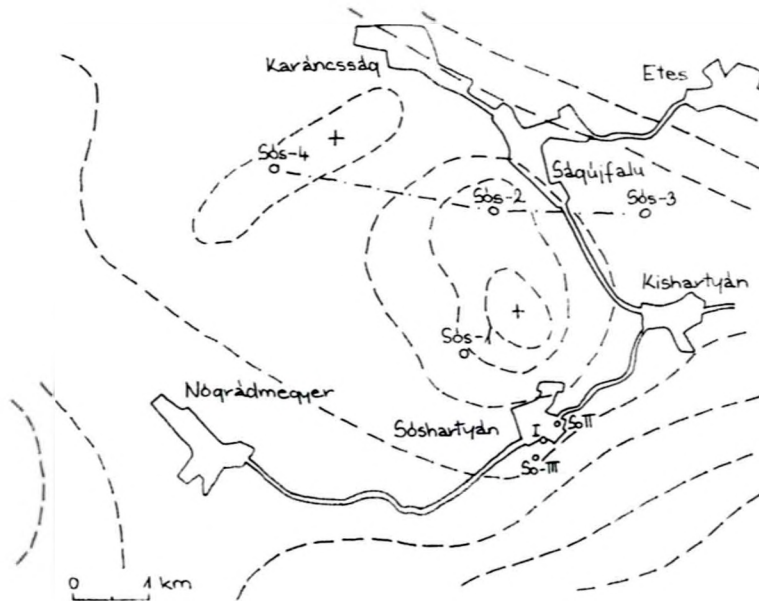 Karáncsság
Etes
Sós-4
Ságújfalu
Sós-2
Sós-3
Kishartyán
Sós-1
Nógrádmegyer
Sóshartyán
I
So II
So-III
0 1 km